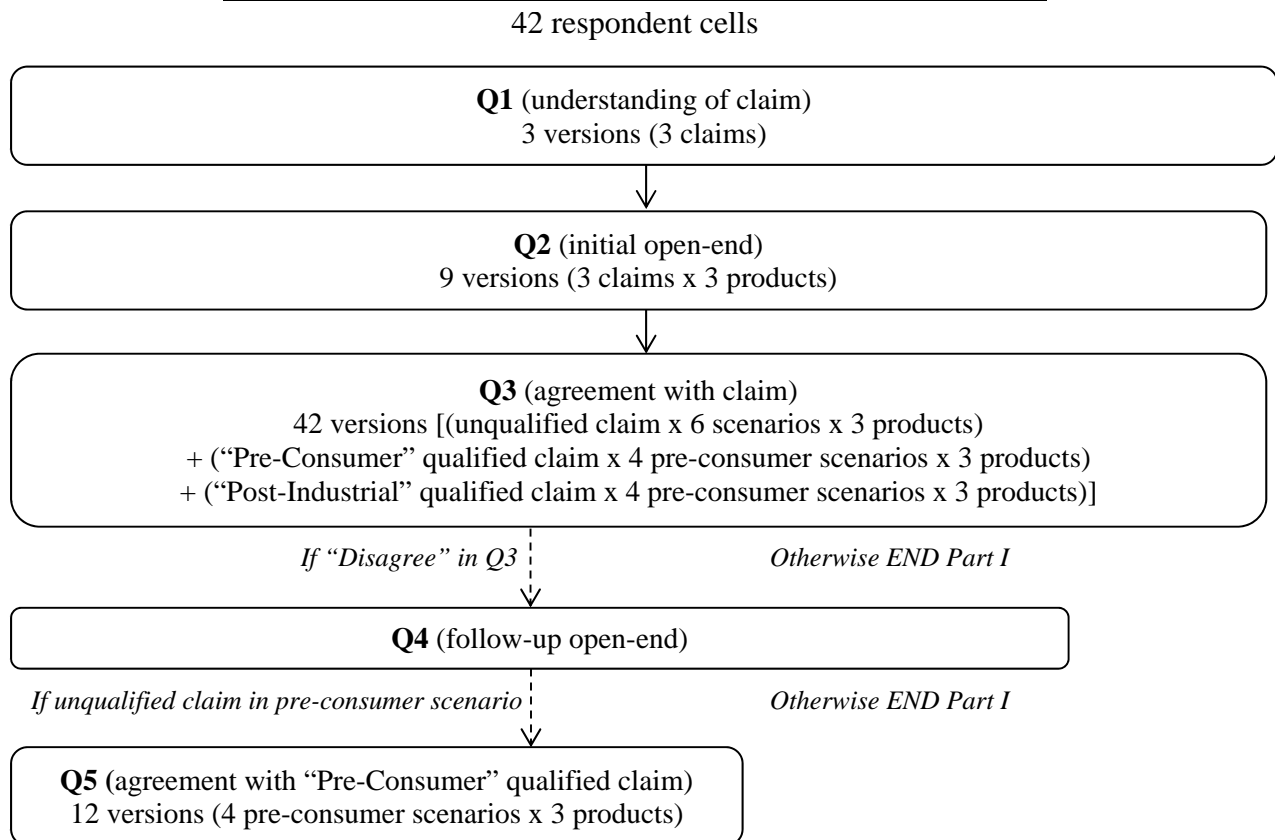 42 respondent cells
Q1 (understanding of claim)
3 versions (3 claims)
Q2 (initial open-end)
9 versions (3 claims x 3 products)
Q3 (agreement with claim)
42 versions [(unqualified claim x 6 scenarios x 3 products)
+ (“Pre-Consumer” qualified claim x 4 pre-consumer scenarios x 3 products)
+ (“Post-Industrial” qualified claim x 4 pre-consumer scenarios x 3 products)]
If “Disagree” in Q3 Otherwise END Part I
Q4 (follow-up open-end)
If unqualified claim in pre-consumer scenario Otherwise END Part I
Q5 (agreement with “Pre-Consumer” qualified claim)
12 versions (4 pre-consumer scenarios x 3 products)